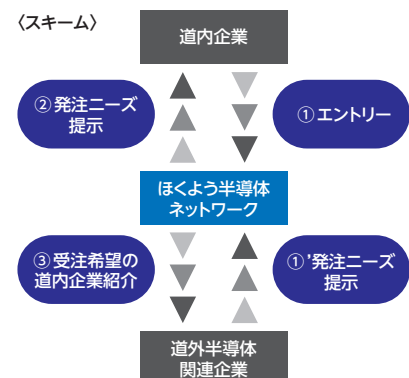 〈スキーム〉
道内企業
②発注ニーズ
提示
①エントリー
ほくよう半導体
ネットワーク
③受注希望の
道内企業紹介
①'発注ニーズ
提示
道外半導体
関連企業